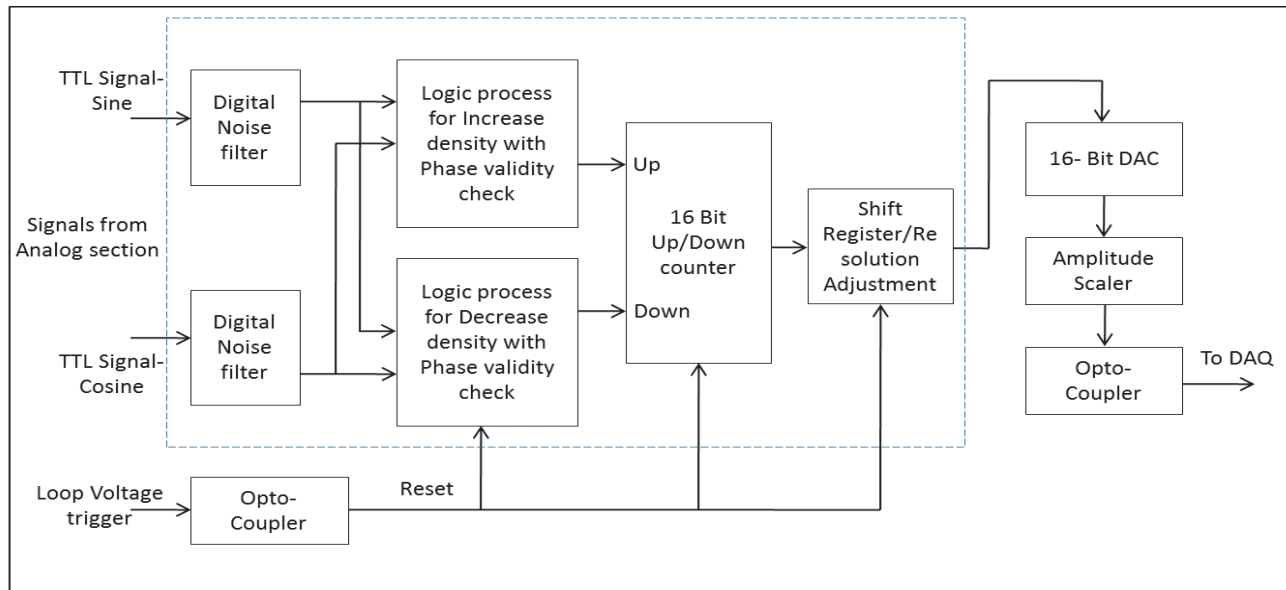 TTL Signal-
Sine
Digital
Noise
filter
Logic process
for Increase
density with
Phase validity
check
Up
16 Bit
Up/Down
counter
Down
Shift
Register/Re
solution
Adjustment
16- Bit DAC
Amplitude
Scaler
Opto-
Coupler
To DAQ
Signals from
Analog section
TTL Signal-
Cosine
Digital
Noise
filter
Logic process
for Decrease
density with
Phase validity
check
Loop Voltage
trigger
Opto-
Coupler
Reset